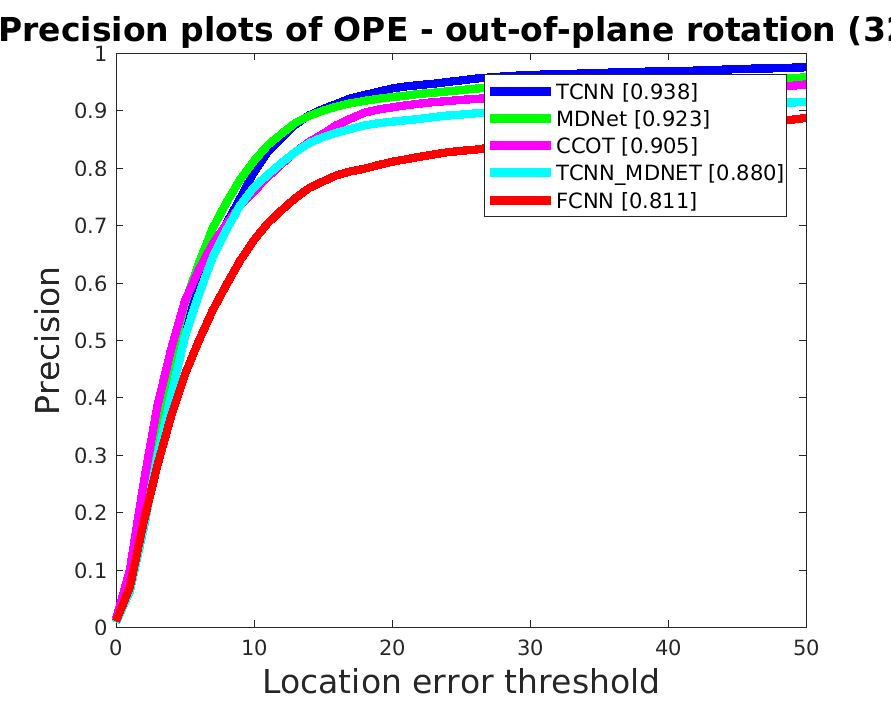 Precision plots of OPE - out-of-plane rotation (32
1
0.9
0.8
0.7
0.6
0.5
0.4
0.3
0.2
0.1
0
TCNN [0.938]
MDNet [0.923]
CCOT [0.905]
TCNN_MDNET [0.880]
FCNN [0.811]
Precision
0 10 20 30 40 50
Location error threshold